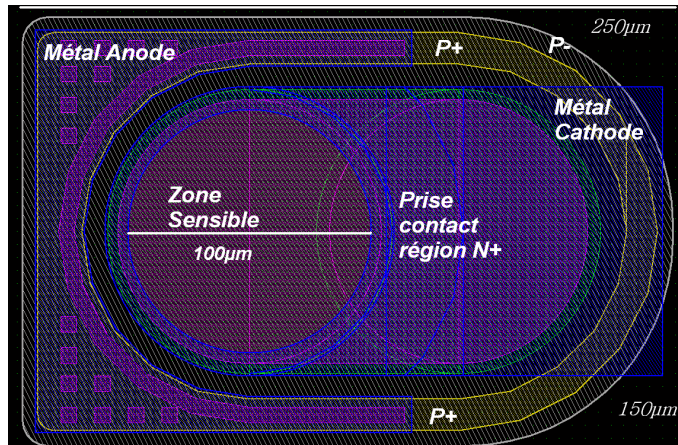 250µm
P+
P-
Métal Anode
Métal
Cathode
Zone
Sensible
100µm
Prise
contact
région N+
P+
150µm